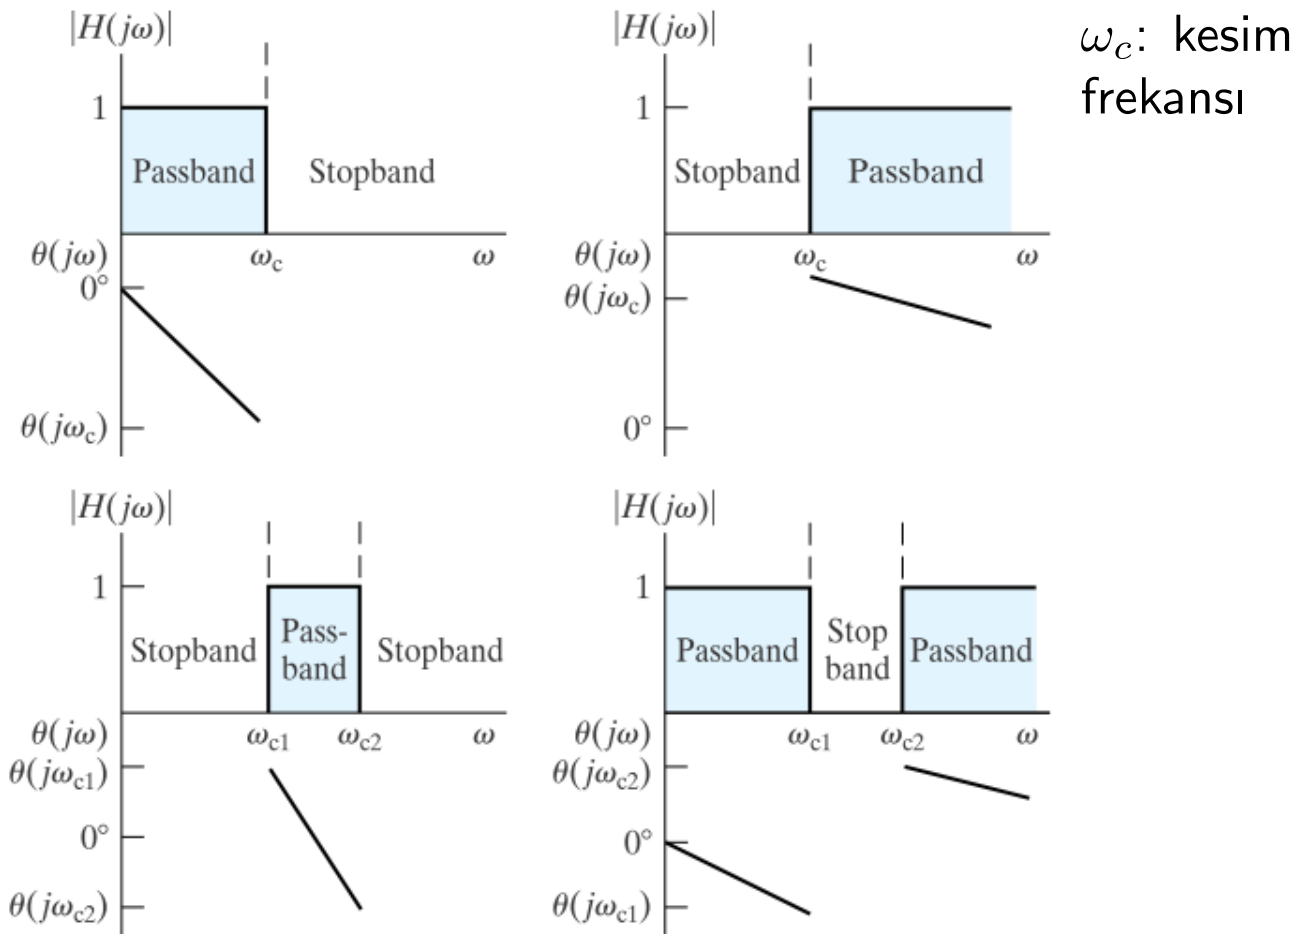 |H(jω)|
1
Passband
Stopband
θ(jω)
ω_c
ω
0°
θ(jω_c)
|H(jω)|
1
Stopband
Passband
θ(jω)
ω_c
ω
θ(jω_c)
0°
ω_c: kesim
frekansı
|H(jω)|
1
Stopband
Pass-
band
Stopband
θ(jω)
ω_c1
ω_c2
ω
θ(jω_c1)
0°
θ(jω_c2)
|H(jω)|
1
Passband
Stop
band
Passband
θ(jω)
ω_c1
ω_c2
ω
θ(jω_c2)
0°
θ(jω_c1)